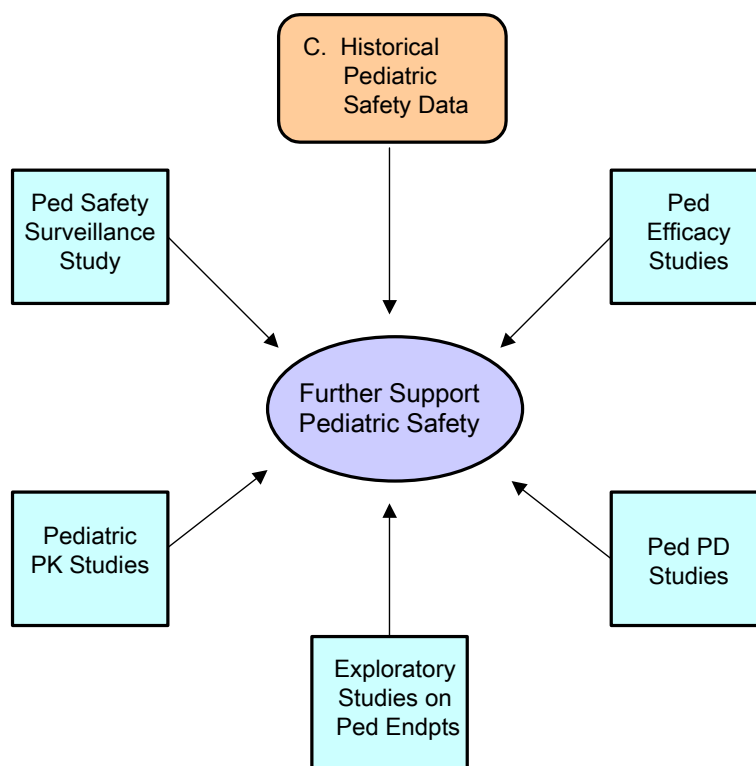 C. Historical
Pediatric
Safety Data
Ped Safety
Surveillance
Study
Ped
Efficacy
Studies
Further Support
Pediatric Safety
Pediatric
PK Studies
Ped PD
Studies
Exploratory
Studies on
Ped Endpts